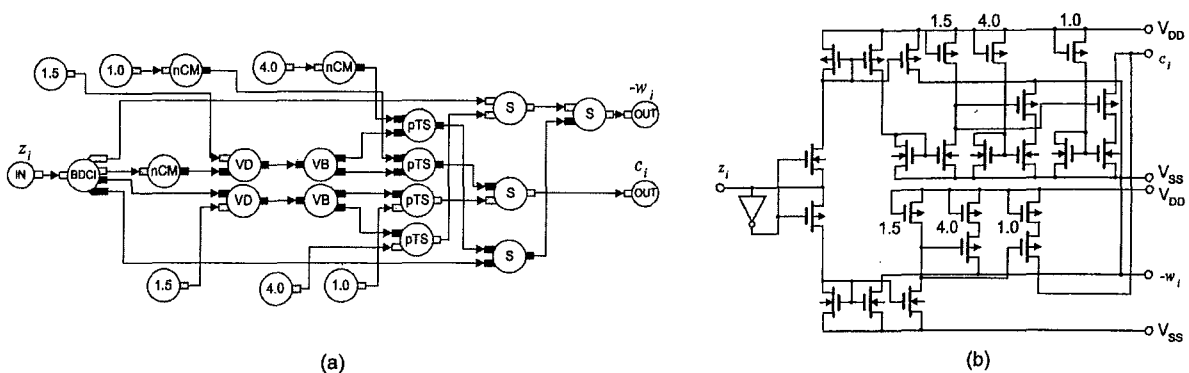 1.5
1.0
nCM
4.0
nCM
z_i
IN
BDCI
nCM
VD
VB
pTS
pTS
VD
VB
pTS
pTS
S
S
S
S
-w_i
OUT
c_i
OUT
1.5
4.0
1.0
(a)
1.5
4.0
1.0
V_DD
c_i
z_i
V_SS
V_DD
1.5
4.0
1.0
-w_i
V_SS
(b)